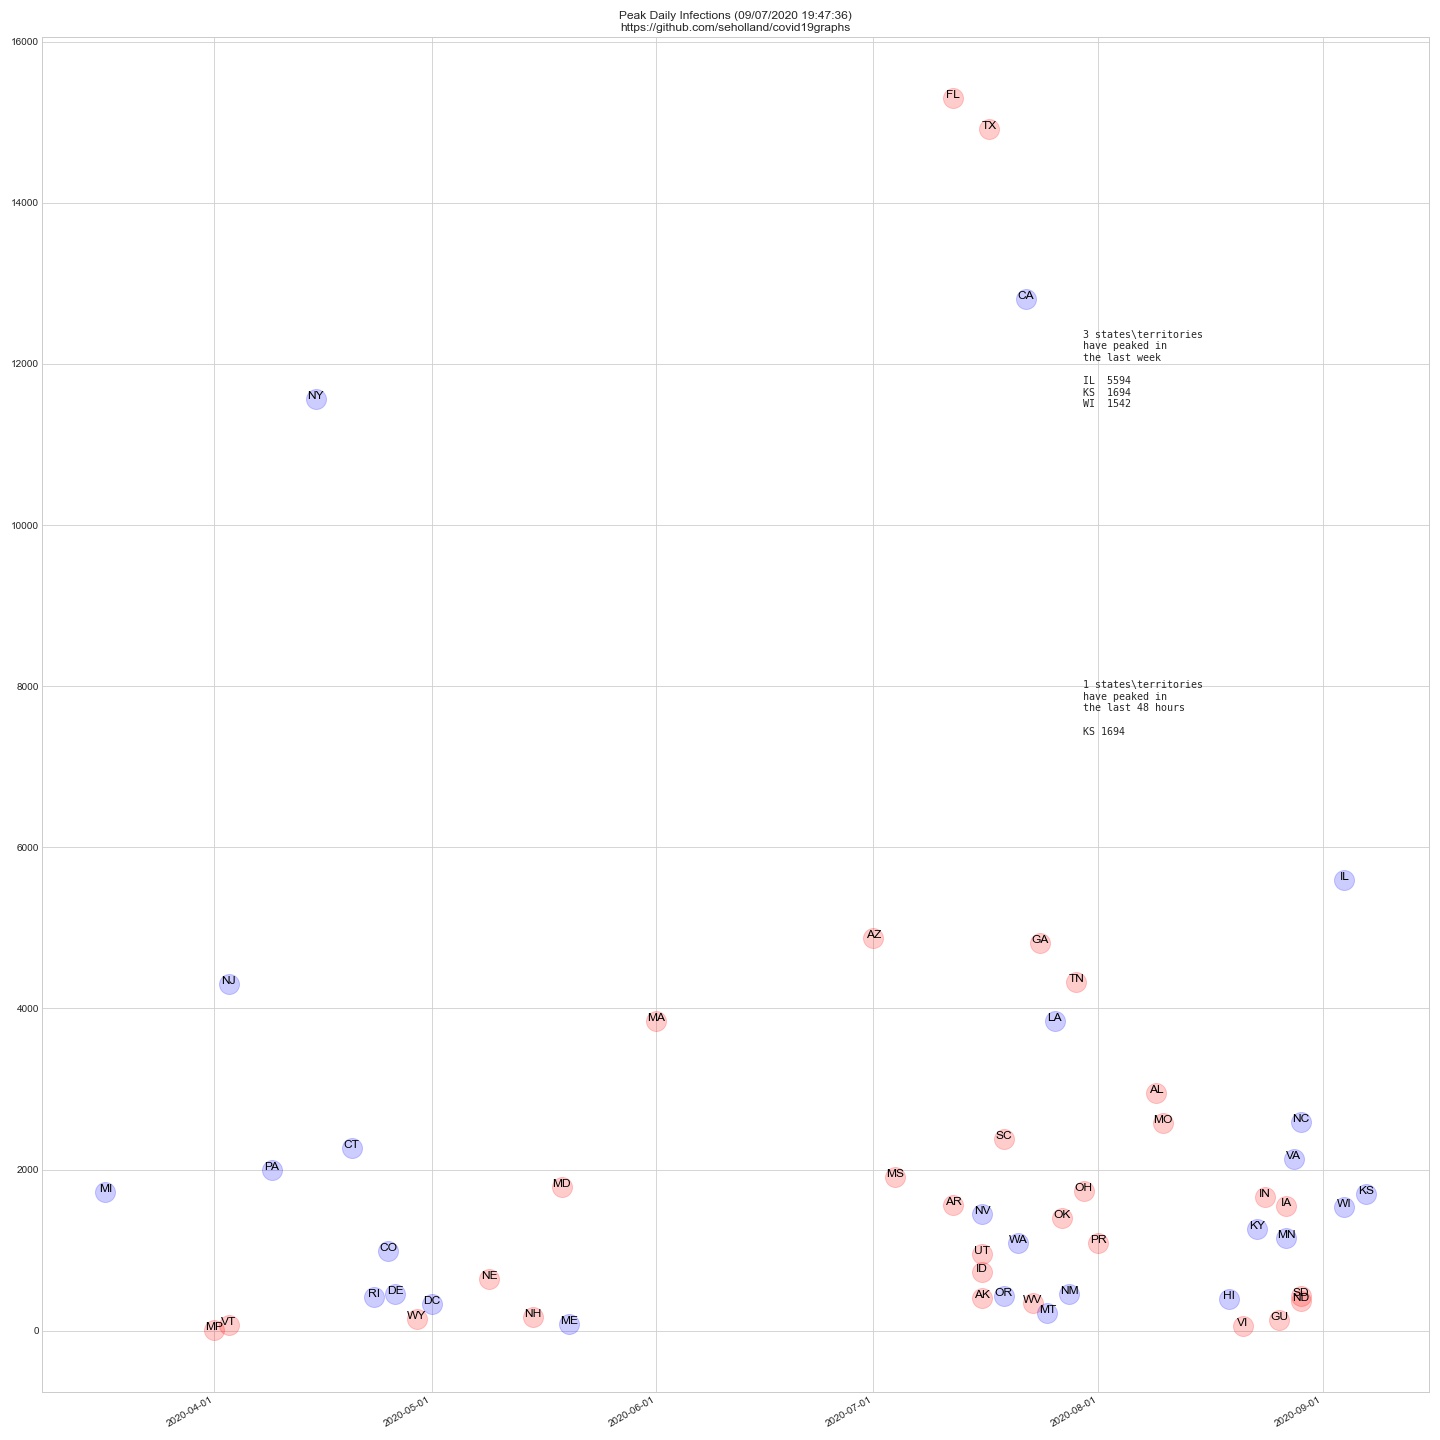 Peak Daily Infections (09/07/2020 19:47:36)
https://github.com/seholland/covid19graphs
16000
FL
TX
14000
CA
3 states\territories
have peaked in
the last week
12000
IL  5594
NY
KS  1694
WI  1542
10000
8000
1 states\territories
have peaked in
the last 48 hours
KS 1694
6000
IL
AZ
GA
NJ
TN
4000
MA
LA
AL
MO
NC
SC
CT
VA
2000
PA
MS
MD
MI
OH
KS
IN
AR
IA
WI
NV
OK
KY
WA
PR
MN
CO
UT
ID
NE
RI
DE
DC
AK
OR
WV
NM
MT
HI
SD
ND
WY
NH
ME
VT
MP
GU
VI
0
2020-04-01
2020-05-01
2020-06-01
2020-07-01
2020-08-01
2020-09-01